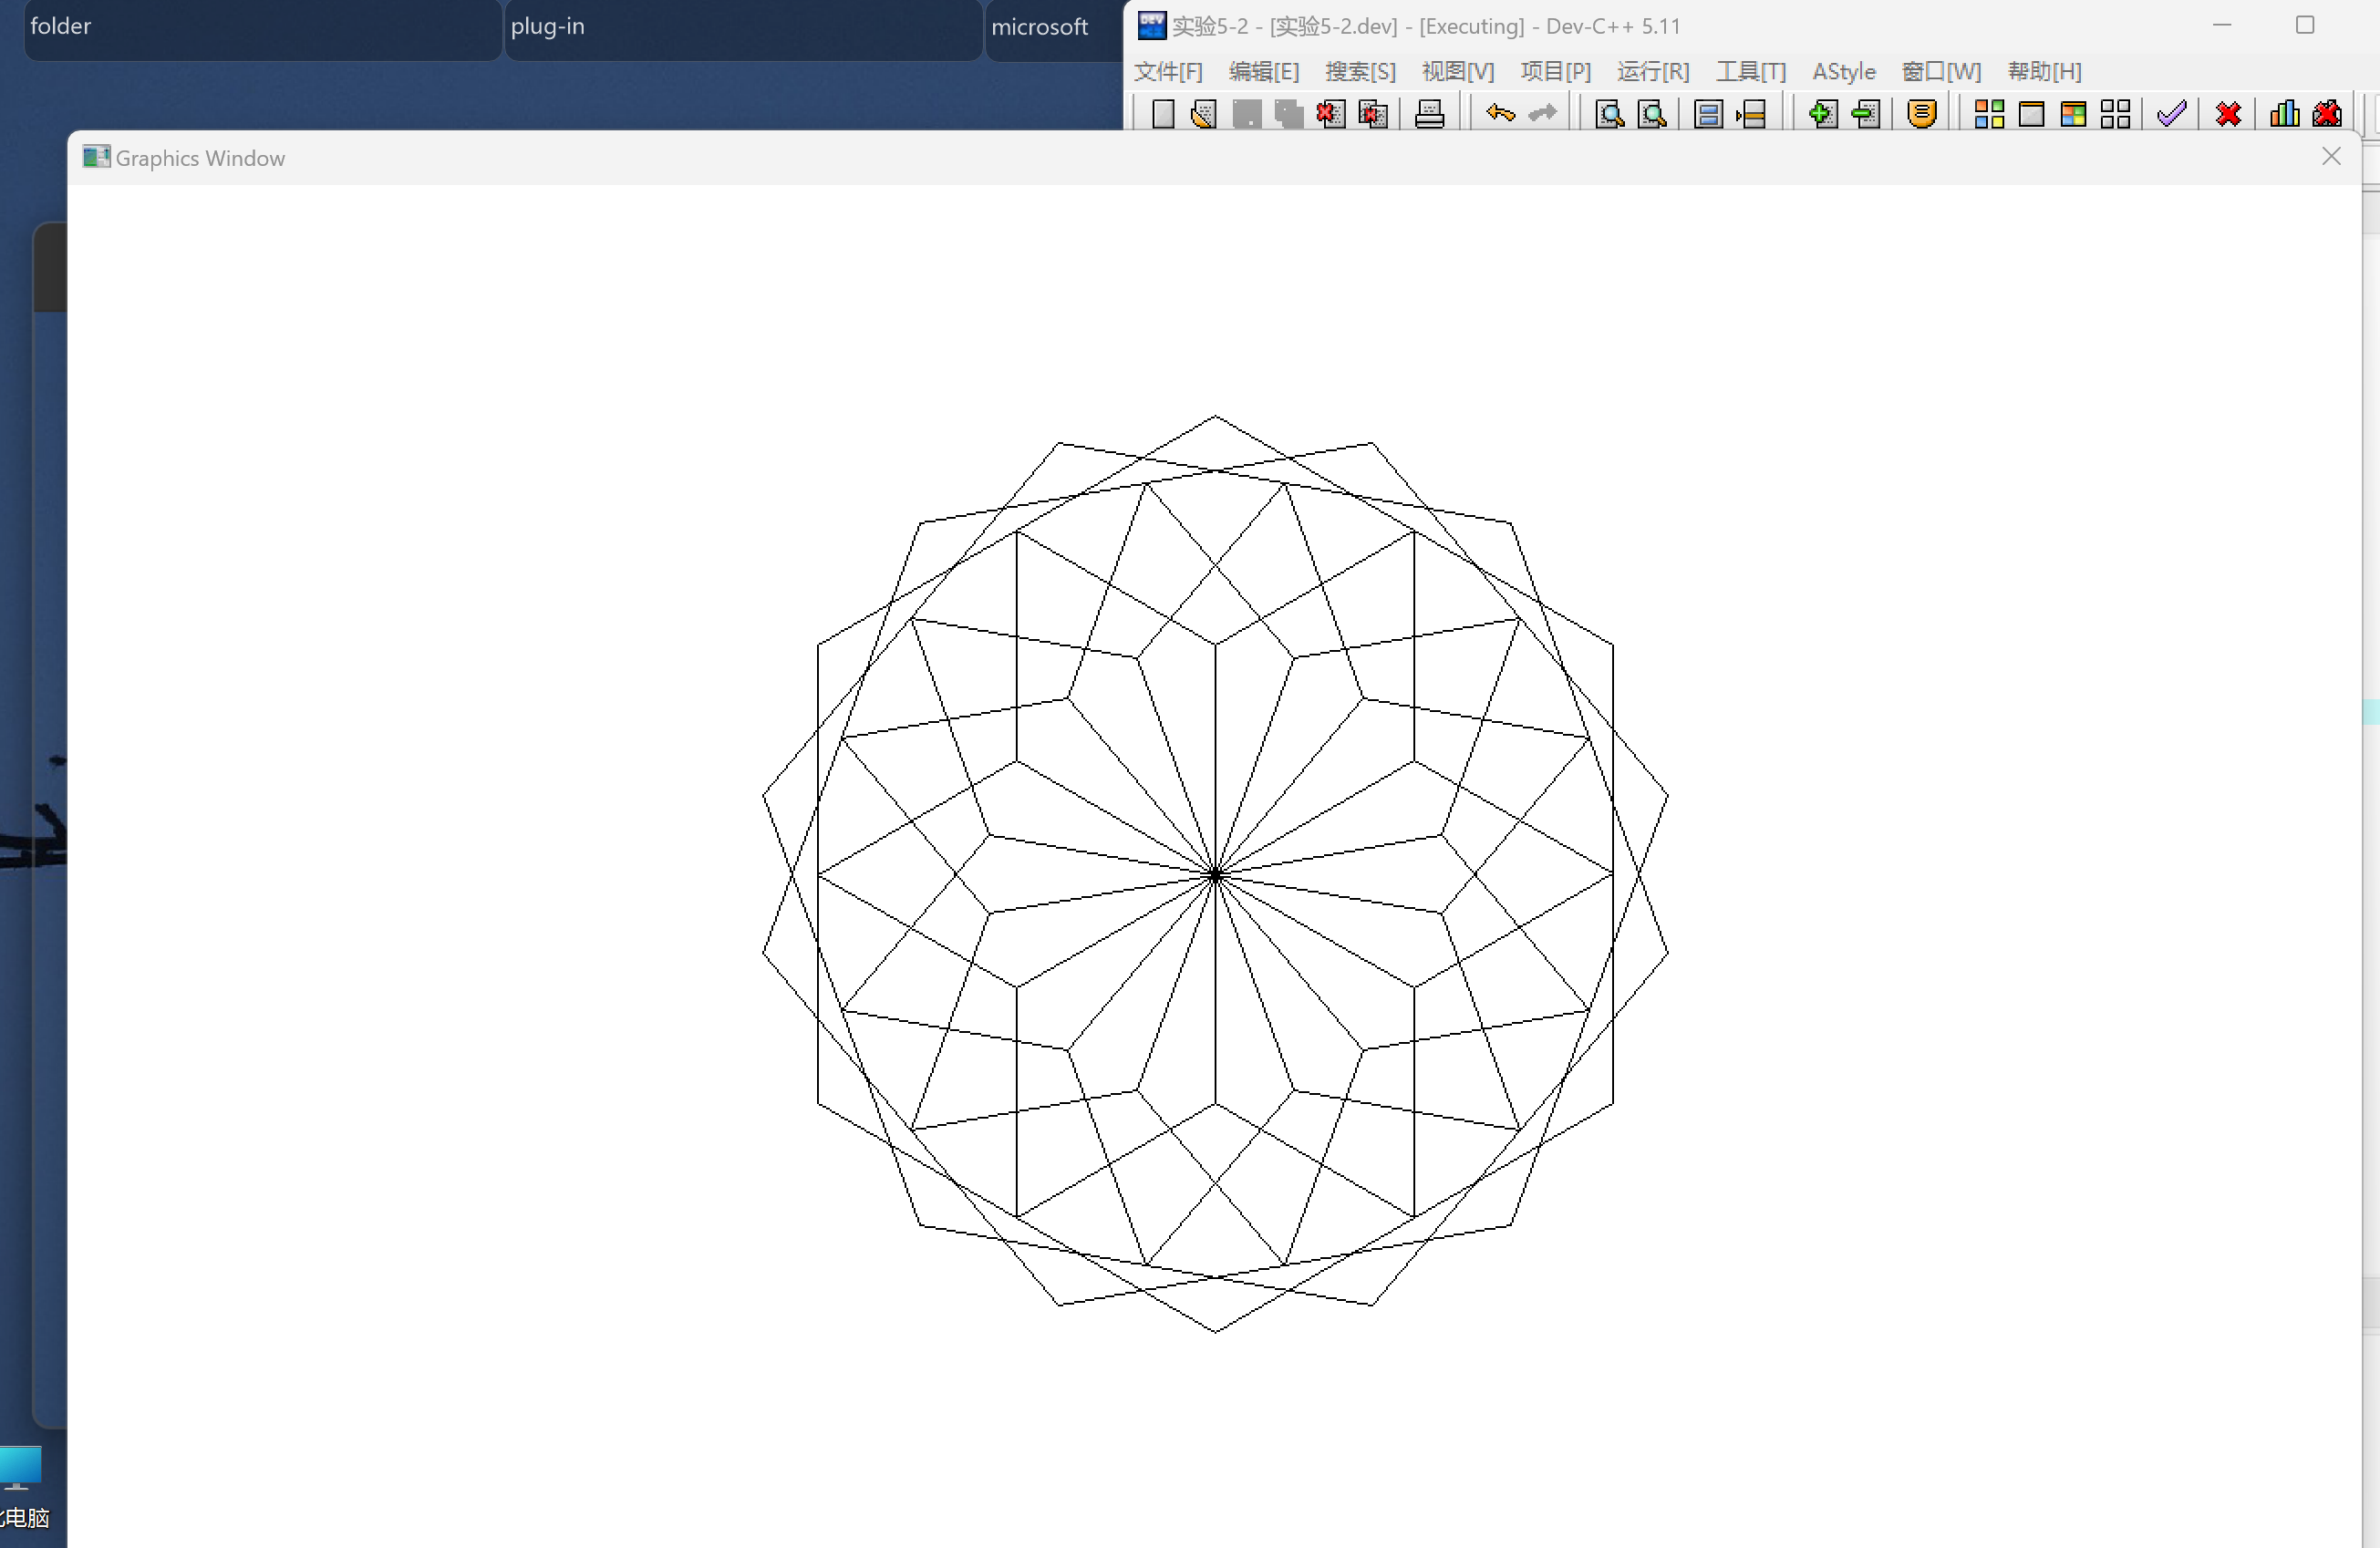 folder
plug-in
microsoft
实验5-2 - [实验5-2.dev] - [Executing] - Dev-C++ 5.11
文件[F] 编辑[E] 搜索[S] 视图[V] 项目[P] 运行[R] 工具[T] AStyle 窗口[W] 帮助[H]
Graphics Window
电脑